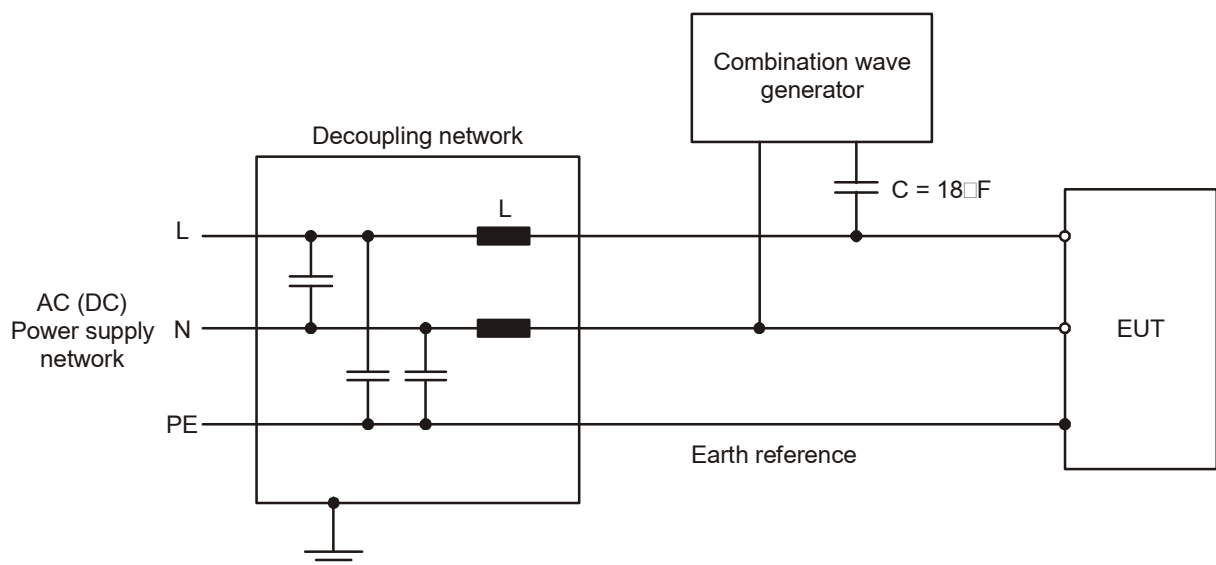 Combination wave
generator
Decoupling network
C = 18□F
L
L
AC (DC)
Power supply
network
N
EUT
PE
Earth reference